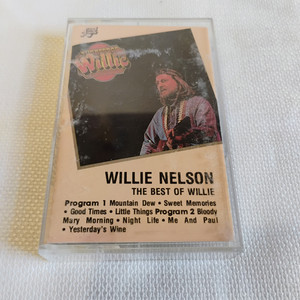 Willie
WILLIE NELSON
THE BEST OF WILLIE
Program 1 Mountain Dew • Sweet Memories
• Good Times • Little Things Program 2 Bloody
Mary Morning • Night Life • Me And Paul
• Yesterday's Wine